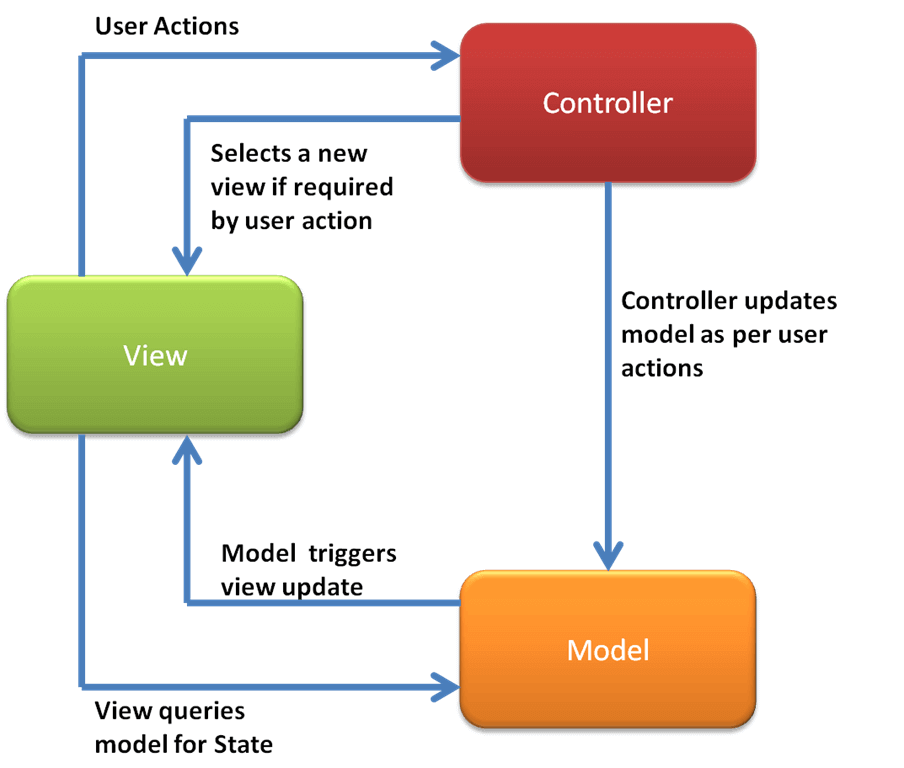 User Actions
Controller
Selects a new
view if required
by user action
Controller updates
model as per user
actions
View
Model  triggers
view update
Model
View queries
model for State